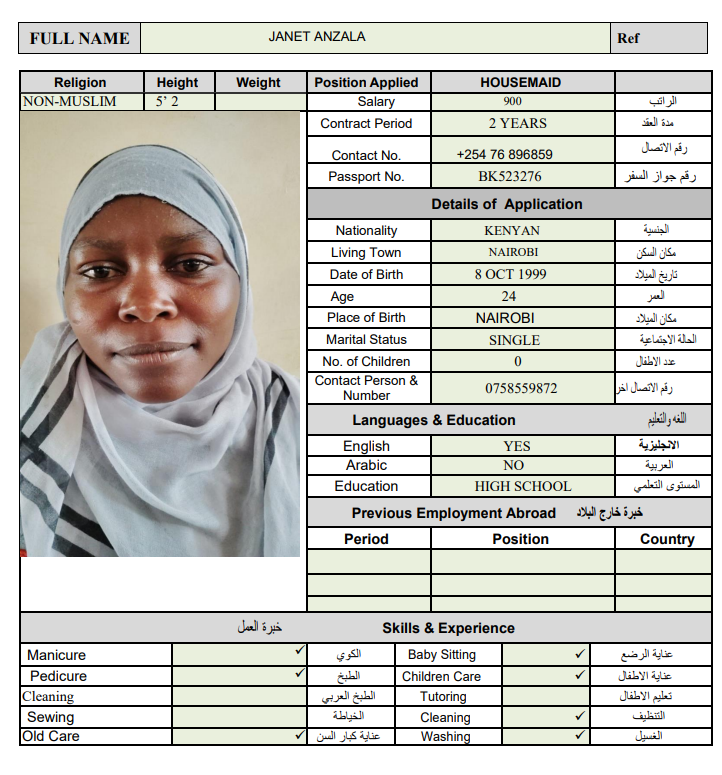 FULL NAME JANET ANZALA Ref
Religion Height Weight Position Applied HOUSEMAID
NON-MUSLIM 5’ 2 Salary 900 الراتب
Contract Period 2 YEARS مدة العقد
Contact No. +254 76 896859 رقم الاتصال
Passport No. BK523276 رقم جواز السفر
Details of Application
Nationality KENYAN الجنسية
Living Town NAIROBI مكان السكن
Date of Birth 8 OCT 1999 تاريخ الميلاد
Age 24 العمر
Place of Birth NAIROBI مكان الميلاد
Marital Status SINGLE الحالة الاجتماعية
No. of Children 0 عدد الاطفال
Contact Person &
Number 0758559872 رقم الاتصال اخر
Languages & Education اللغه والتعليم
English YES الانجليزية
Arabic NO العربية
Education HIGH SCHOOL المستوى التعلمي
Previous Employment Abroad خبرة خارج البلاد
Period Position Country
خبرة العمل Skills & Experience
Manicure ✓ الكوي Baby Sitting ✓ عناية الرضع
Pedicure ✓ الطبخ Children Care ✓ عناية الاطفال
Cleaning الطبخ العربي Tutoring تعليم الاطفال
Sewing الخياطة Cleaning ✓ التنظيف
Old Care ✓ عناية كبار السن Washing ✓ الغسيل